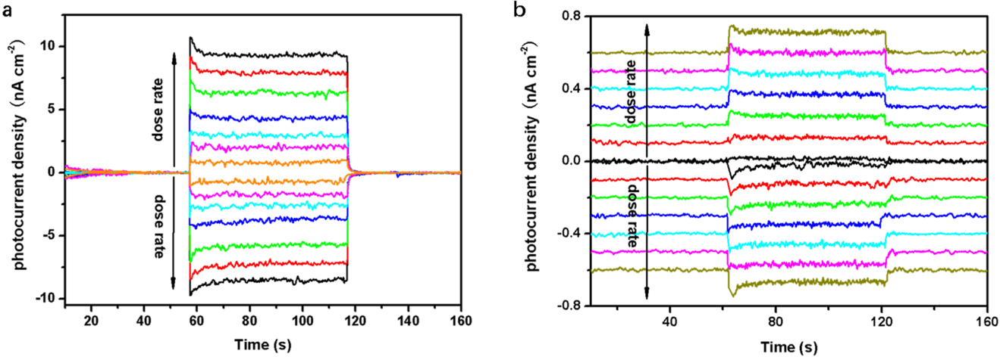 a
photocurrent density (nA cm-2)
10
5
0
-5
-10
dose rate
dose rate
20 40 60 80 100 120 140 160
Time (s)
b
photocurrent density (nA cm-2)
0.8
0.4
0.0
-0.4
-0.8
dose rate
dose rate
40 80 120 160
Time (s)